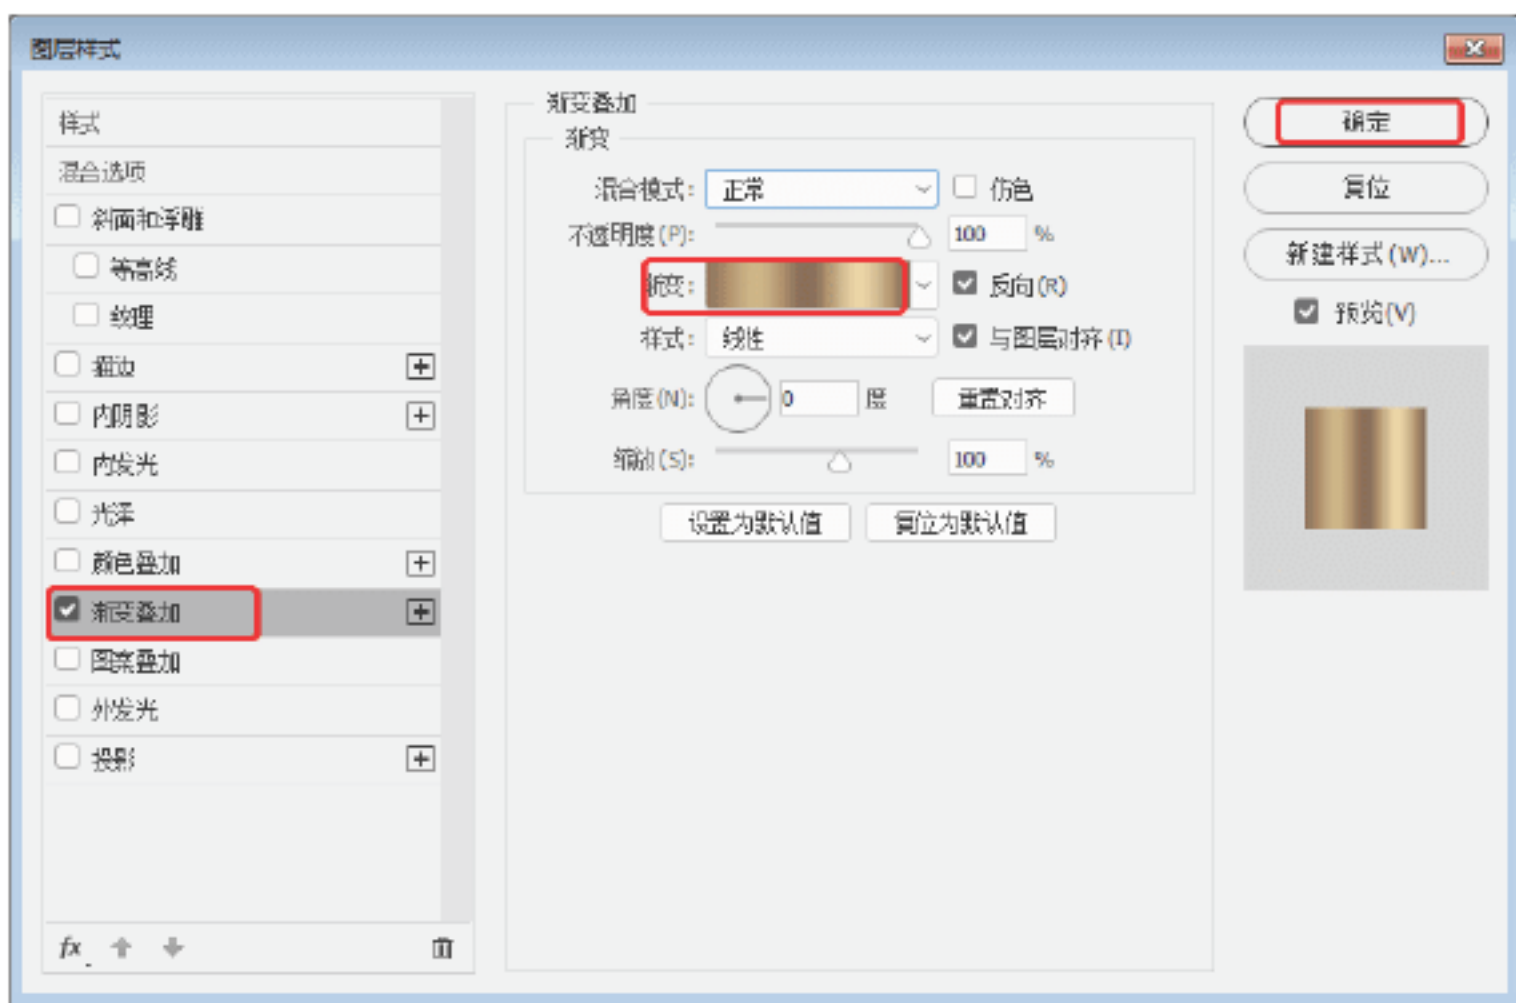 图层样式
样式
混合选项
斜面和浮雕
等高线
纹理
描边
内阴影
内发光
光泽
颜色叠加
渐变叠加
图案叠加
外发光
投影
fx
渐变叠加
渐变
混合模式: 正常 仿色
不透明度(P): 100 %
渐变: 反向(R)
样式: 线性 与图层对齐(I)
角度(N): 0 度 重置对齐
缩放(S): 100 %
设置为默认值 复位为默认值
确定
复位
新建样式(W)...
预览(V)